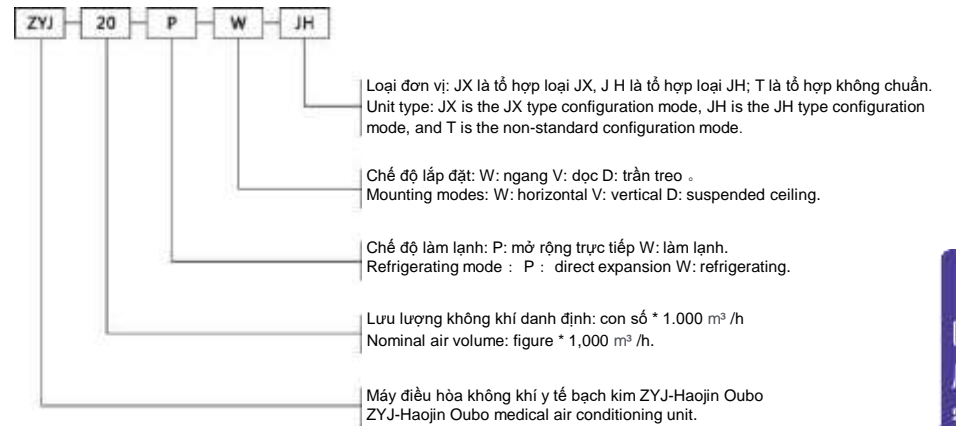 ZYJ 20 P W JH
Loại đơn vị: JX là tổ hợp loại JX, J H là tổ hợp loại JH; T là tổ hợp không chuẩn.
Unit type: JX is the JX type configuration mode, JH is the JH type configuration
mode, and T is the non-standard configuration mode.
Chế độ lắp đặt: W: ngang V: dọc D: trần treo 。
Mounting modes: W: horizontal V: vertical D: suspended ceiling.
Chế độ làm lạnh: P: mở rộng trực tiếp W: làm lạnh.
Refrigerating mode： P： direct expansion W: refrigerating.
Lưu lượng không khí danh định: con số * 1.000 m³ /h
Nominal air volume: figure * 1,000 m³ /h.
Máy điều hòa không khí y tế bạch kim ZYJ-Haojin Oubo
ZYJ-Haojin Oubo medical air conditioning unit.